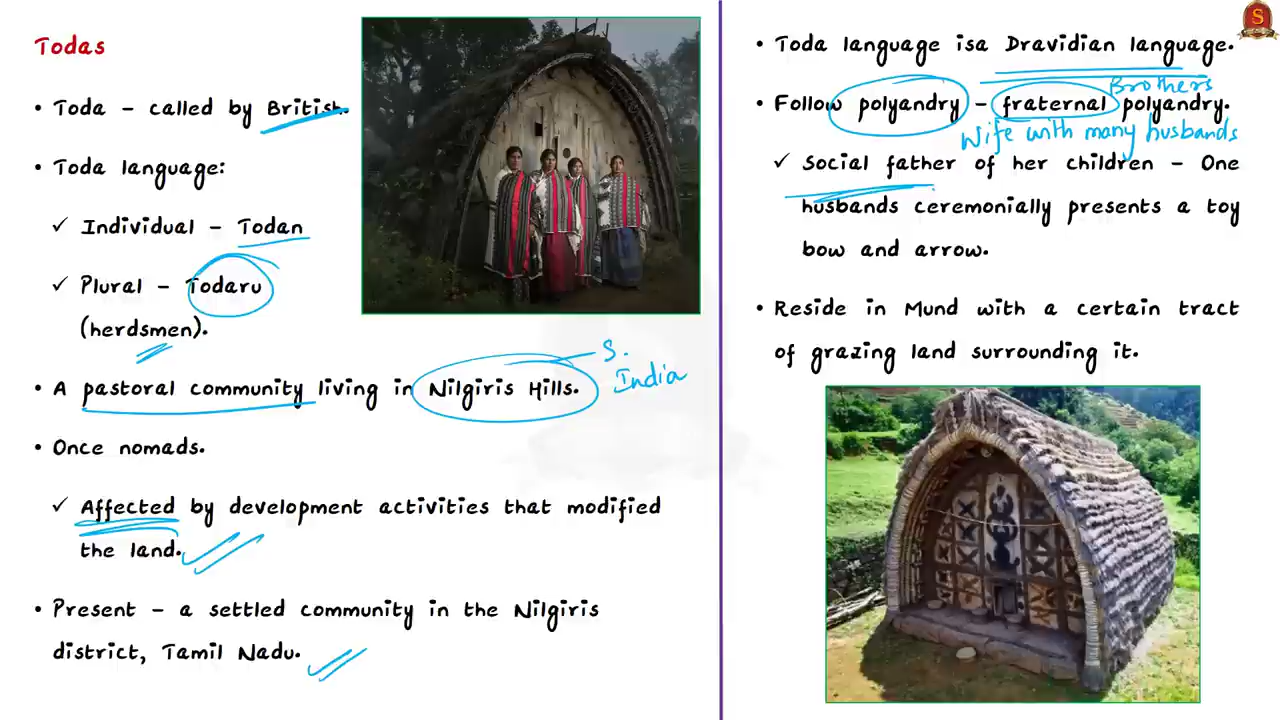 Todas
• Toda – called by British.
• Toda language:
✓ Individual – Todan
✓ Plural – Todaru
(herdsmen).
• A pastoral community living in Nilgiris Hills.
S.
India
• Once nomads.
✓ Affected by development activities that modified
the land.
• Present – a settled community in the Nilgiris
district, Tamil Nadu.
• Toda language isa Dravidian language.
Brothers
• Follow polyandry – fraternal polyandry.
Wife with many husbands
✓ Social father of her children – One
husbands ceremonially presents a toy
bow and arrow.
• Reside in Mund with a certain tract
of grazing land surrounding it.
S